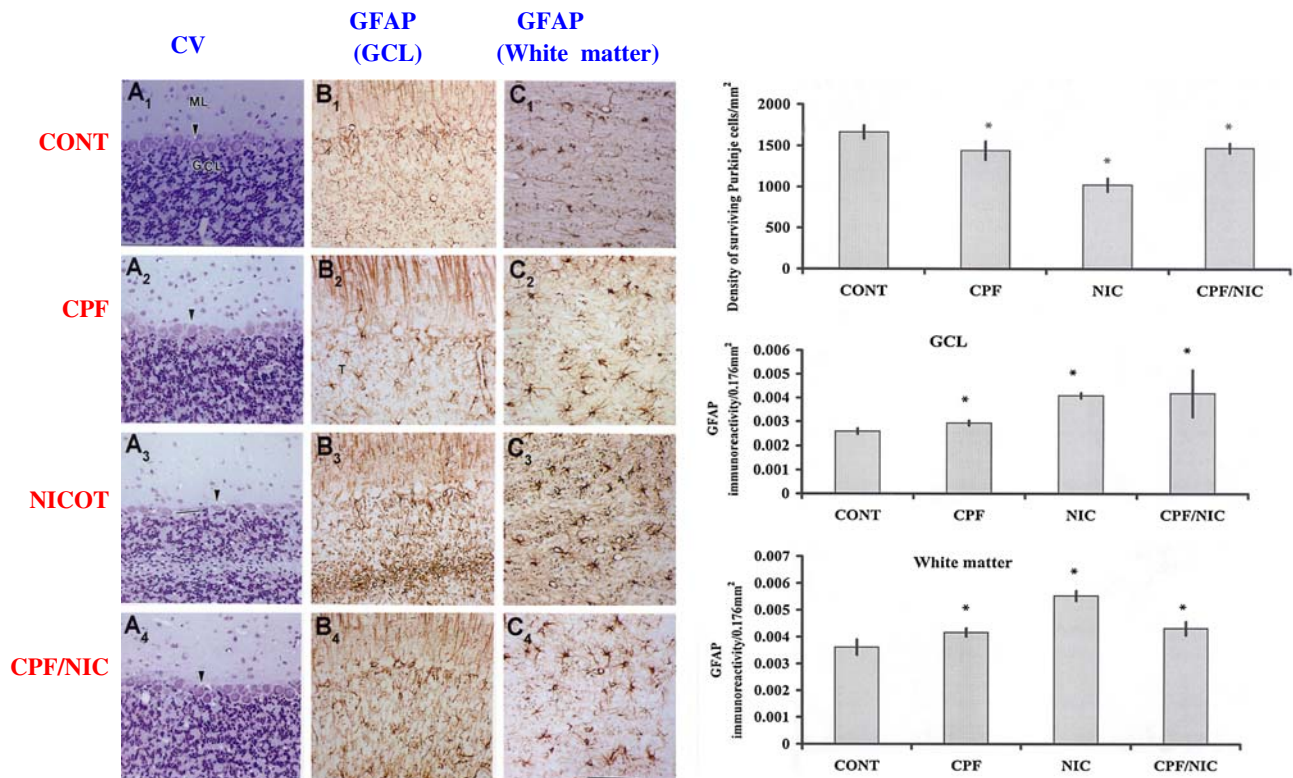 CV
GFAP
(GCL)
GFAP
(White matter)
CONT
CPF
NICOT
CPF/NIC
A1
ML
GCL
B1
C1
A2
B2
T
C2
A3
B3
C3
A4
B4
C4
Density of surviving Purkinje cells/mm2
2000
1500
1000
500
0
*
*
*
CONT
CPF
NIC
CPF/NIC
GCL
GFAP
immunoreactivity/0.176mm2
0.006
0.005
0.004
0.003
0.002
0.001
0
*
*
*
CONT
CPF
NIC
CPF/NIC
White matter
GFAP
immunoreactivity/0.176mm2
0.007
0.006
0.005
0.004
0.003
0.002
0.001
0
*
*
*
CONT
CPF
NIC
CPF/NIC